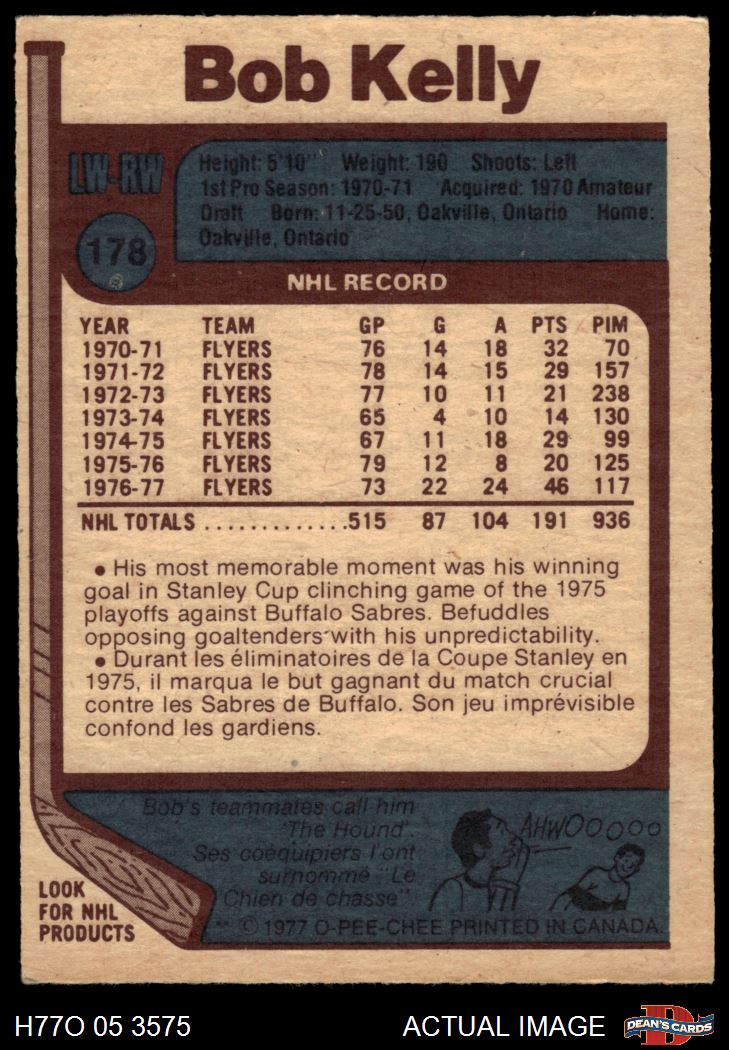 Bob Kelly
LW-RW
Height: 5'10" Weight: 190 Shoots: Left
1st Pro Season: 1970-71 Acquired: 1970 Amateur
Draft Born: 11-25-50, Oakville, Ontario Home:
Oakville, Ontario
178
NHL RECORD
YEAR TEAM GP G A PTS PIM
1970-71 FLYERS 76 14 18 32 70
1971-72 FLYERS 78 14 15 29 157
1972-73 FLYERS 77 10 11 21 238
1973-74 FLYERS 65 4 10 14 130
1974-75 FLYERS 67 11 18 29 99
1975-76 FLYERS 79 12 8 20 125
1976-77 FLYERS 73 22 24 46 117
NHL TOTALS .............515 87 104 191 936
• His most memorable moment was his winning
goal in Stanley Cup clinching game of the 1975
playoffs against Buffalo Sabres. Befuddles
opposing goaltenders with his unpredictability.
• Durant les éliminatoires de la Coupe Stanley en
1975, il marqua le but gagnant du match crucial
contre les Sabres de Buffalo. Son jeu imprévisible
confond les gardiens.
Bob's teammates call him
"The Hound".
Ses coéquipiers l'ont
surnommé "Le
Chien de chasse".
AHWOOOOOO
LOOK
FOR NHL
PRODUCTS
** © 1977 O-PEE-CHEE PRINTED IN CANADA.
H77O 05 3575
ACTUAL IMAGE
DEAN'S CARDS